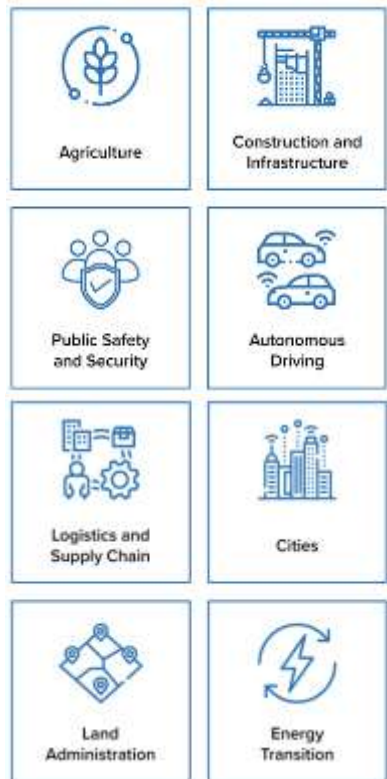 Agriculture
Construction and
Infrastructure
Public Safety
and Security
Autonomous
Driving
Logistics and
Supply Chain
Cities
Land
Administration
Energy
Transition